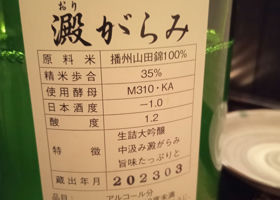 おり
澱がらみ
原料米 播州山田錦100%
精米歩合 35%
使用酵母 M310・KA
日本酒度 −1.0
酸度 1.2
特徴 生詰大吟醸
中汲み澱がらみ
旨味たっぷりと
蔵出年月 202303
品目 アルコール分